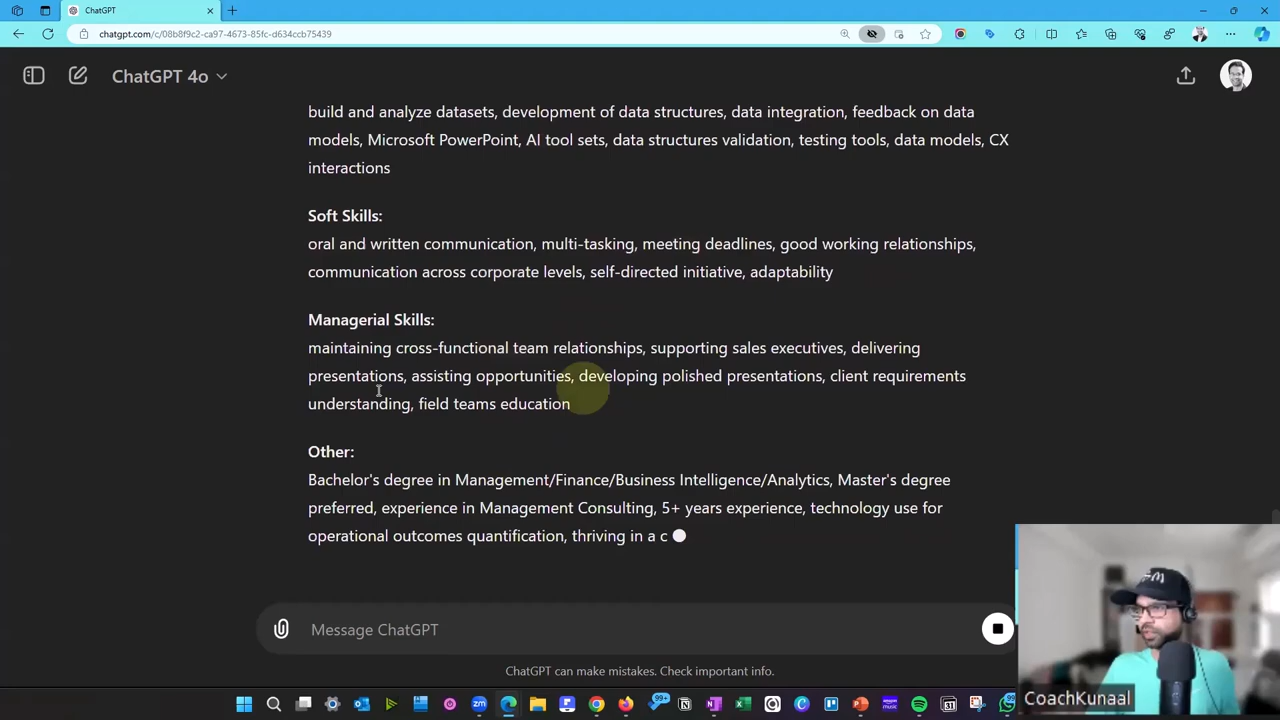 ChatGPT
chatgpt.com/c/08b8f9c2-ca97-4673-85fc-d634ccb75439
ChatGPT 4o
build and analyze datasets, development of data structures, data integration, feedback on data
models, Microsoft PowerPoint, AI tool sets, data structures validation, testing tools, data models, CX
interactions
Soft Skills:
oral and written communication, multi-tasking, meeting deadlines, good working relationships,
communication across corporate levels, self-directed initiative, adaptability
Managerial Skills:
maintaining cross-functional team relationships, supporting sales executives, delivering
presentations, assisting opportunities, developing polished presentations, client requirements
understanding, field teams education
Other:
Bachelor's degree in Management/Finance/Business Intelligence/Analytics, Master's degree
preferred, experience in Management Consulting, 5+ years experience, technology use for
operational outcomes quantification, thriving in a c
Message ChatGPT
ChatGPT can make mistakes. Check important info.
CoachKunaal
99+